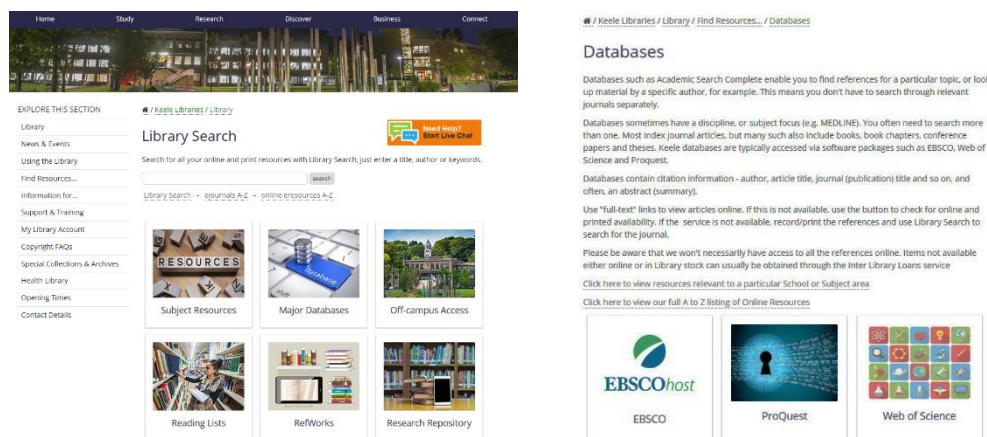 Home Study Research Discover Business Connect
EXPLORE THIS SECTION
Library
News & Events
Using the Library
Find Resources...
Information for...
Support & Training
My Library Account
Copyright FAQs
Special Collections & Archives
Health Library
Opening Times
Contact Details
/ Keele Libraries / Library
Library Search
Need Help?
Start Live Chat
Search for all your online and print resources with Library Search, just enter a title, author or keywords.
search
Library Search - ejournals A-Z - online eresources A-Z
RESOURCES
Database
Subject Resources
Major Databases
Off-campus Access
Reading Lists
RefWorks
Research Repository
/ Keele Libraries / Library / Find Resources... / Databases
Databases
Databases such as Academic Search Complete enable you to find references for a particular topic, or look
up material by a specific author, for example. This means you don't have to search through relevant
journals separately.
Databases sometimes have a discipline, or subject focus (e.g. MEDLINE). You often need to search more
than one. Most index journal articles, but many such also include books, book chapters, conference
papers and theses. Keele databases are typically accessed via software packages such as EBSCO, Web of
Science and Proquest.
Databases contain citation information - author, article title, journal (publication) title and so on, and
often, an abstract (summary).
Use "full-text" links to view articles online. If this is not available, use the button to check for online and
printed availability. If the service is not available, record/print the references and use Library Search to
search for the journal.
Please be aware that we won't necessarily have access to all the references online. Items not available
either online or in Library stock can usually be obtained through the Inter Library Loans service
Click here to view resources relevant to a particular School or Subject area
Click here to view our full A to Z listing of Online Resources
EBSCOhost
EBSCO
ProQuest
Web of Science